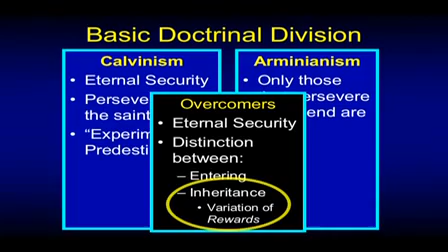 Basic Doctrinal Division
Calvinism
• Eternal Security
• Perseve
the saint
• “Experim
Predesti
Arminianism
• Only those
persevere
end are
Overcomers
• Eternal Security
• Distinction
between:
– Entering
– Inheritance
• Variation of
Rewards